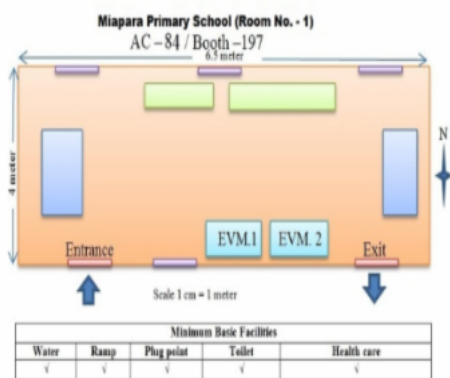 Miapara Primary School (Room No. - 1)
AC – 84 / Booth –197
6.5 meter
4 meter
N
EVM.1 EVM. 2
Entrance Exit
Scale 1 cm = 1 meter
Minimum Basic Facilities
Water Ramp Plug point Toilet Health care
√ √ √ √ √